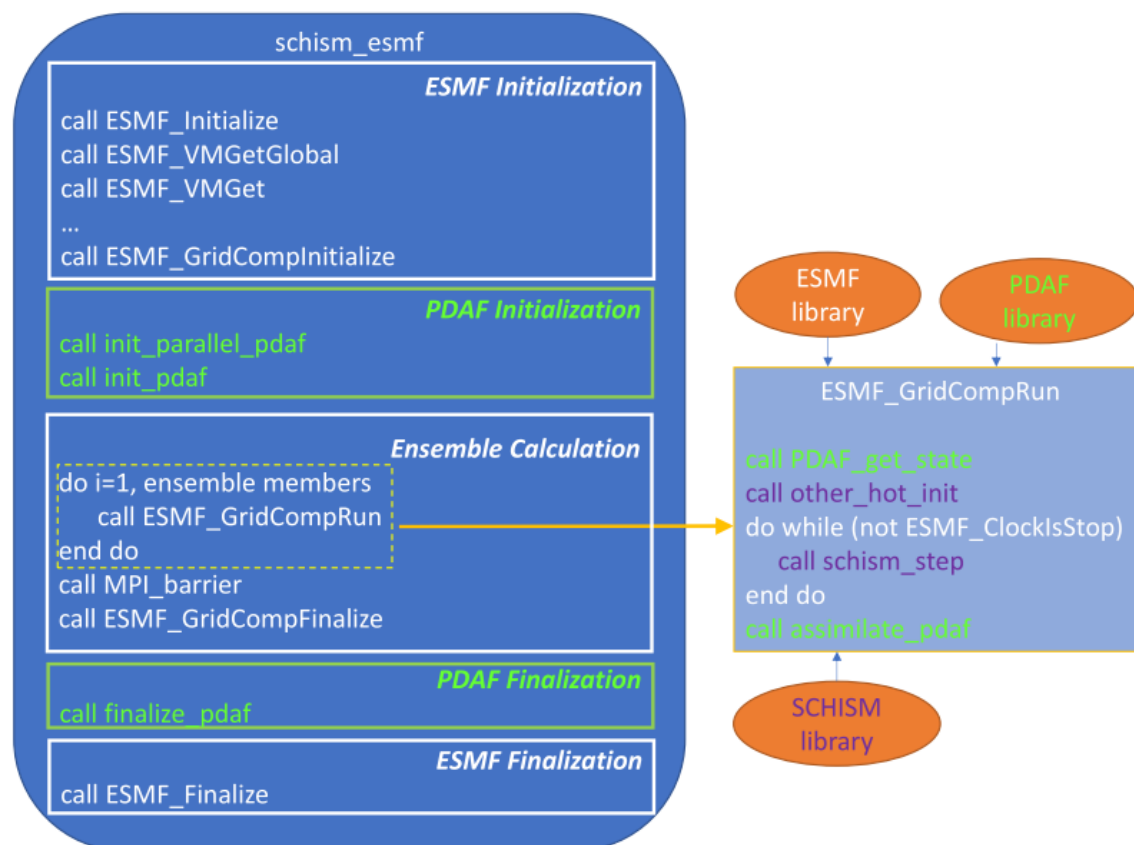 schism_esmf
ESMF Initialization
call ESMF_Initialize
call ESMF_VMGetGlobal
call ESMF_VMGet
...
call ESMF_GridCompInitialize
PDAF Initialization
call init_parallel_pdaf
call init_pdaf
Ensemble Calculation
do i=1, ensemble members
call ESMF_GridCompRun
end do
call MPI_barrier
call ESMF_GridCompFinalize
PDAF Finalization
call finalize_pdaf
ESMF Finalization
call ESMF_Finalize
ESMF
library
PDAF
library
ESMF_GridCompRun
call PDAF_get_state
call other_hot_init
do while (not ESMF_ClockIsStop)
call schism_step
end do
call assimilate_pdaf
SCHISM
library